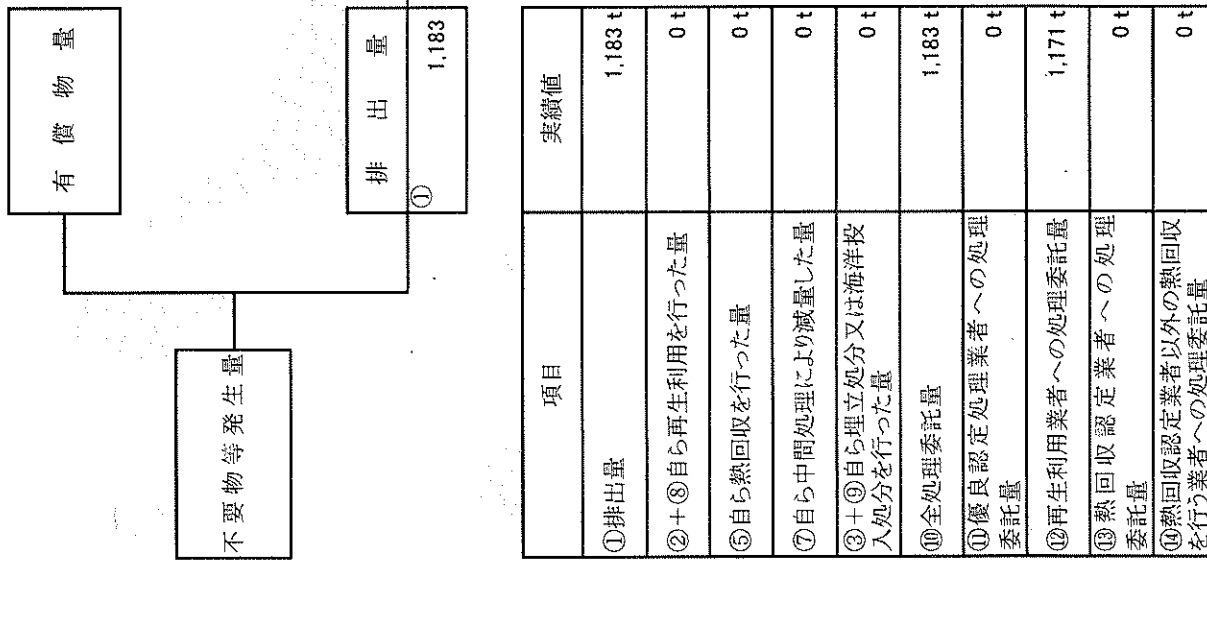 不要物等発生量
有償物量
排出量
① 1,183
項目 実績値
①排出量 1,183 t
②+⑧自ら再生利用を行った量 0 t
⑤自ら熱回収を行った量 0 t
⑦自ら中間処理により減量した量 0 t
③+⑨自ら埋立処分又は海洋投
入処分を行った量 0 t
⑩全処理委託量 1,183 t
⑪優良認定処理業者への処理
委託量 0 t
⑫再生利用業者への処理委託量 1,171 t
⑬熱回収認定業者への処理
委託量 0 t
⑭熱回収認定業者以外の熱回収
を行う業者への処理委託量 0 t